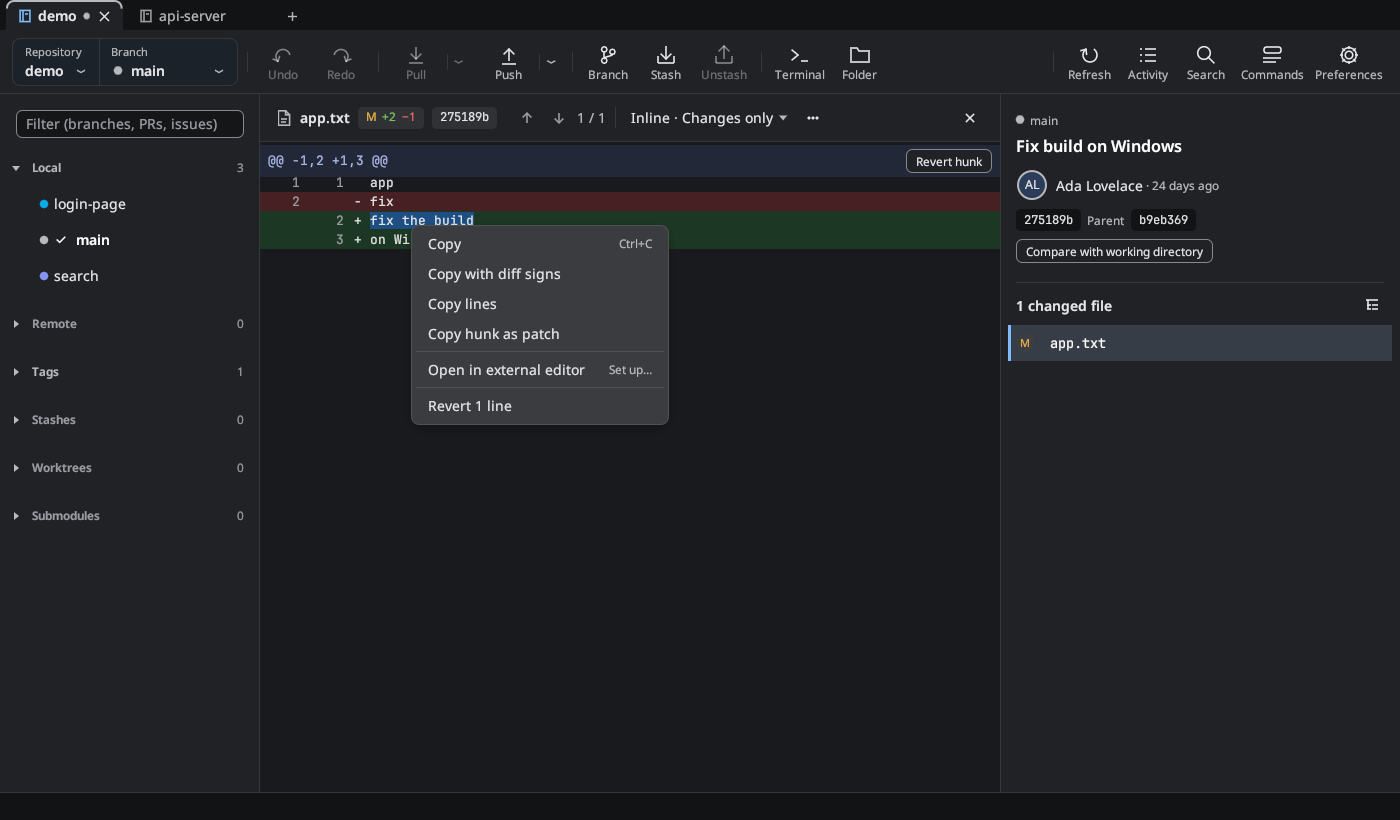 demo
api-server
Repository
demo
Branch
main
Undo
Redo
Pull
Push
Branch
Stash
Unstash
Terminal
Folder
Refresh
Activity
Search
Commands
Preferences
Filter (branches, PRs, issues)
Local 3
login-page
main
search
Remote 0
Tags 1
Stashes 0
Worktrees 0
Submodules 0
app.txt M +2 −1 275189b 1 / 1 Inline · Changes only
@@ -1,2 +1,3 @@ Revert hunk
1 1 app
2 - fix
2 + fix the build
3 + on Wi
Copy Ctrl+C
Copy with diff signs
Copy lines
Copy hunk as patch
Open in external editor Set up...
Revert 1 line
main
Fix build on Windows
AL Ada Lovelace · 24 days ago
275189b Parent b9eb369
Compare with working directory
1 changed file
M app.txt